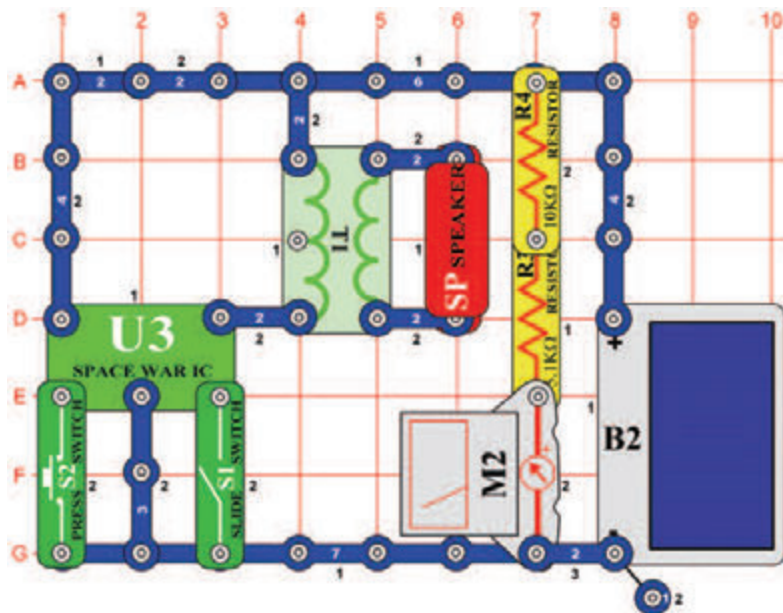 1 2 3 4 5 6 7 8 9 10
A
B
C
D
E
F
G
1
2
2
2
1
6
2
2
2
2
4
2
4
2
R4
RESISTOR
10KΩ
2
T1
1
SP SPEAKER
1
RESISTOR
1
2
2
2
2
1
U3
SPACE WAR IC
S2
PRESS SWITCH
2
3
2
S1
SLIDE SWITCH
2
M2
+
2
B2
+
-
1
7
1
2
3
1
2